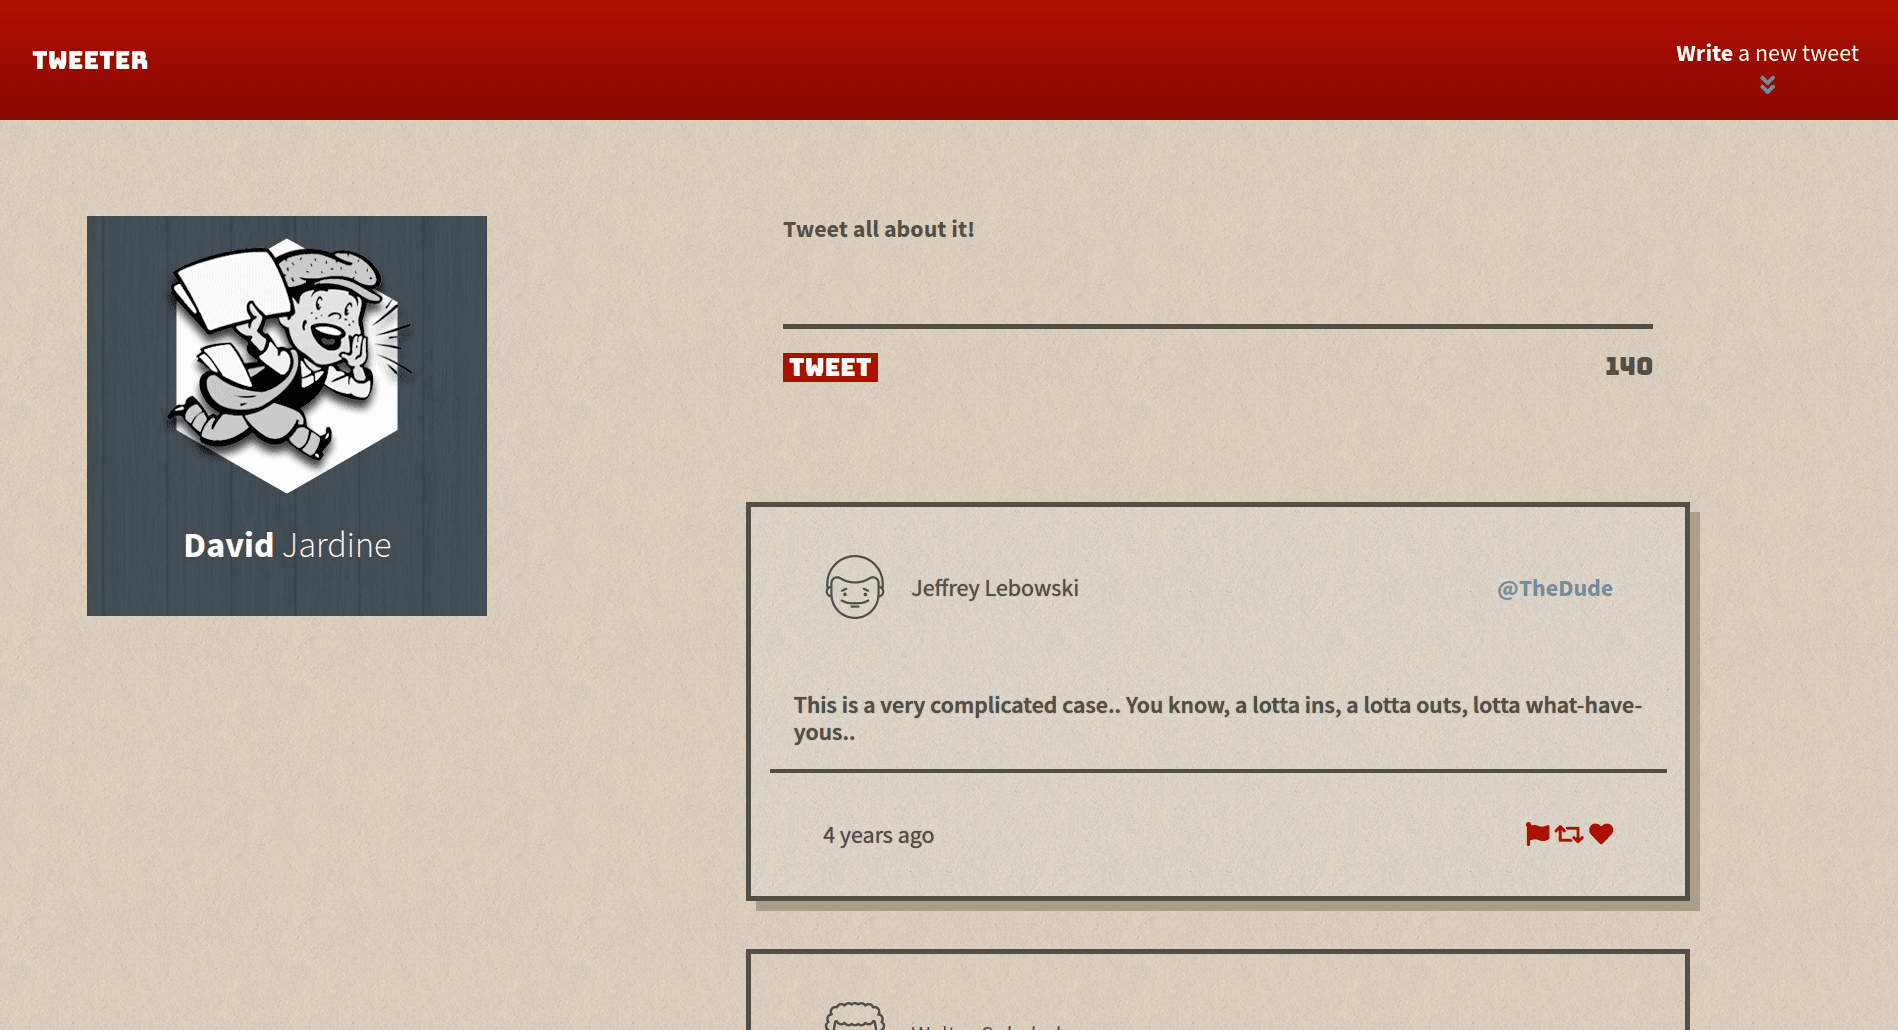 TWEETER
Write a new tweet
David Jardine
Tweet all about it!
TWEET
140
Jeffrey Lebowski
@TheDude
This is a very complicated case.. You know, a lotta ins, a lotta outs, lotta what-have-
yous..
4 years ago